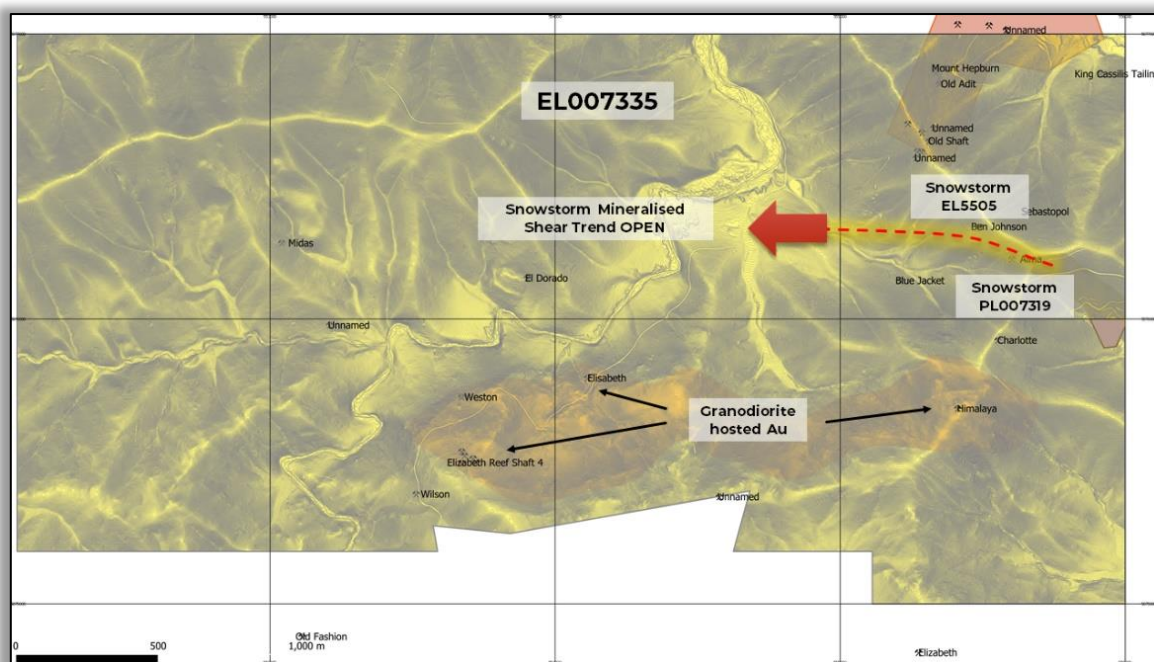 Unnamed
EL007335
Mount Hepburn
King Cassilis Tailin
Old Adit
Unnamed
Old Shaft
Unnamed
Snowstorm
EL5505
Snowstorm Mineralised
Shear Trend OPEN
Sebastopol
Ben Johnson
Midas
El Dorado
Blue Jacket
Snowstorm
PL007319
Unnamed
Charlotte
Elisabeth
Weston
Granodiorite
hosted Au
Himalaya
Elizabeth Reef Shaft 4
Wilson
Unnamed
Old Fashion
0 500 1,000 m
Elizabeth